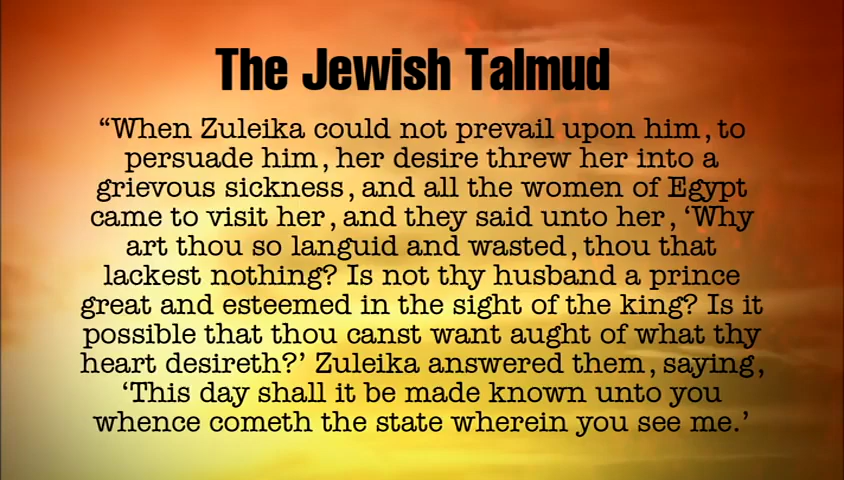 The Jewish Talmud
“When Zuleika could not prevail upon him, to
persuade him, her desire threw her into a
grievous sickness, and all the women of Egypt
came to visit her, and they said unto her, ‘Why
art thou so languid and wasted, thou that
lackest nothing? Is not thy husband a prince
great and esteemed in the sight of the king? Is it
possible that thou canst want aught of what thy
heart desireth?’ Zuleika answered them, saying,
‘This day shall it be made known unto you
whence cometh the state wherein you see me.’